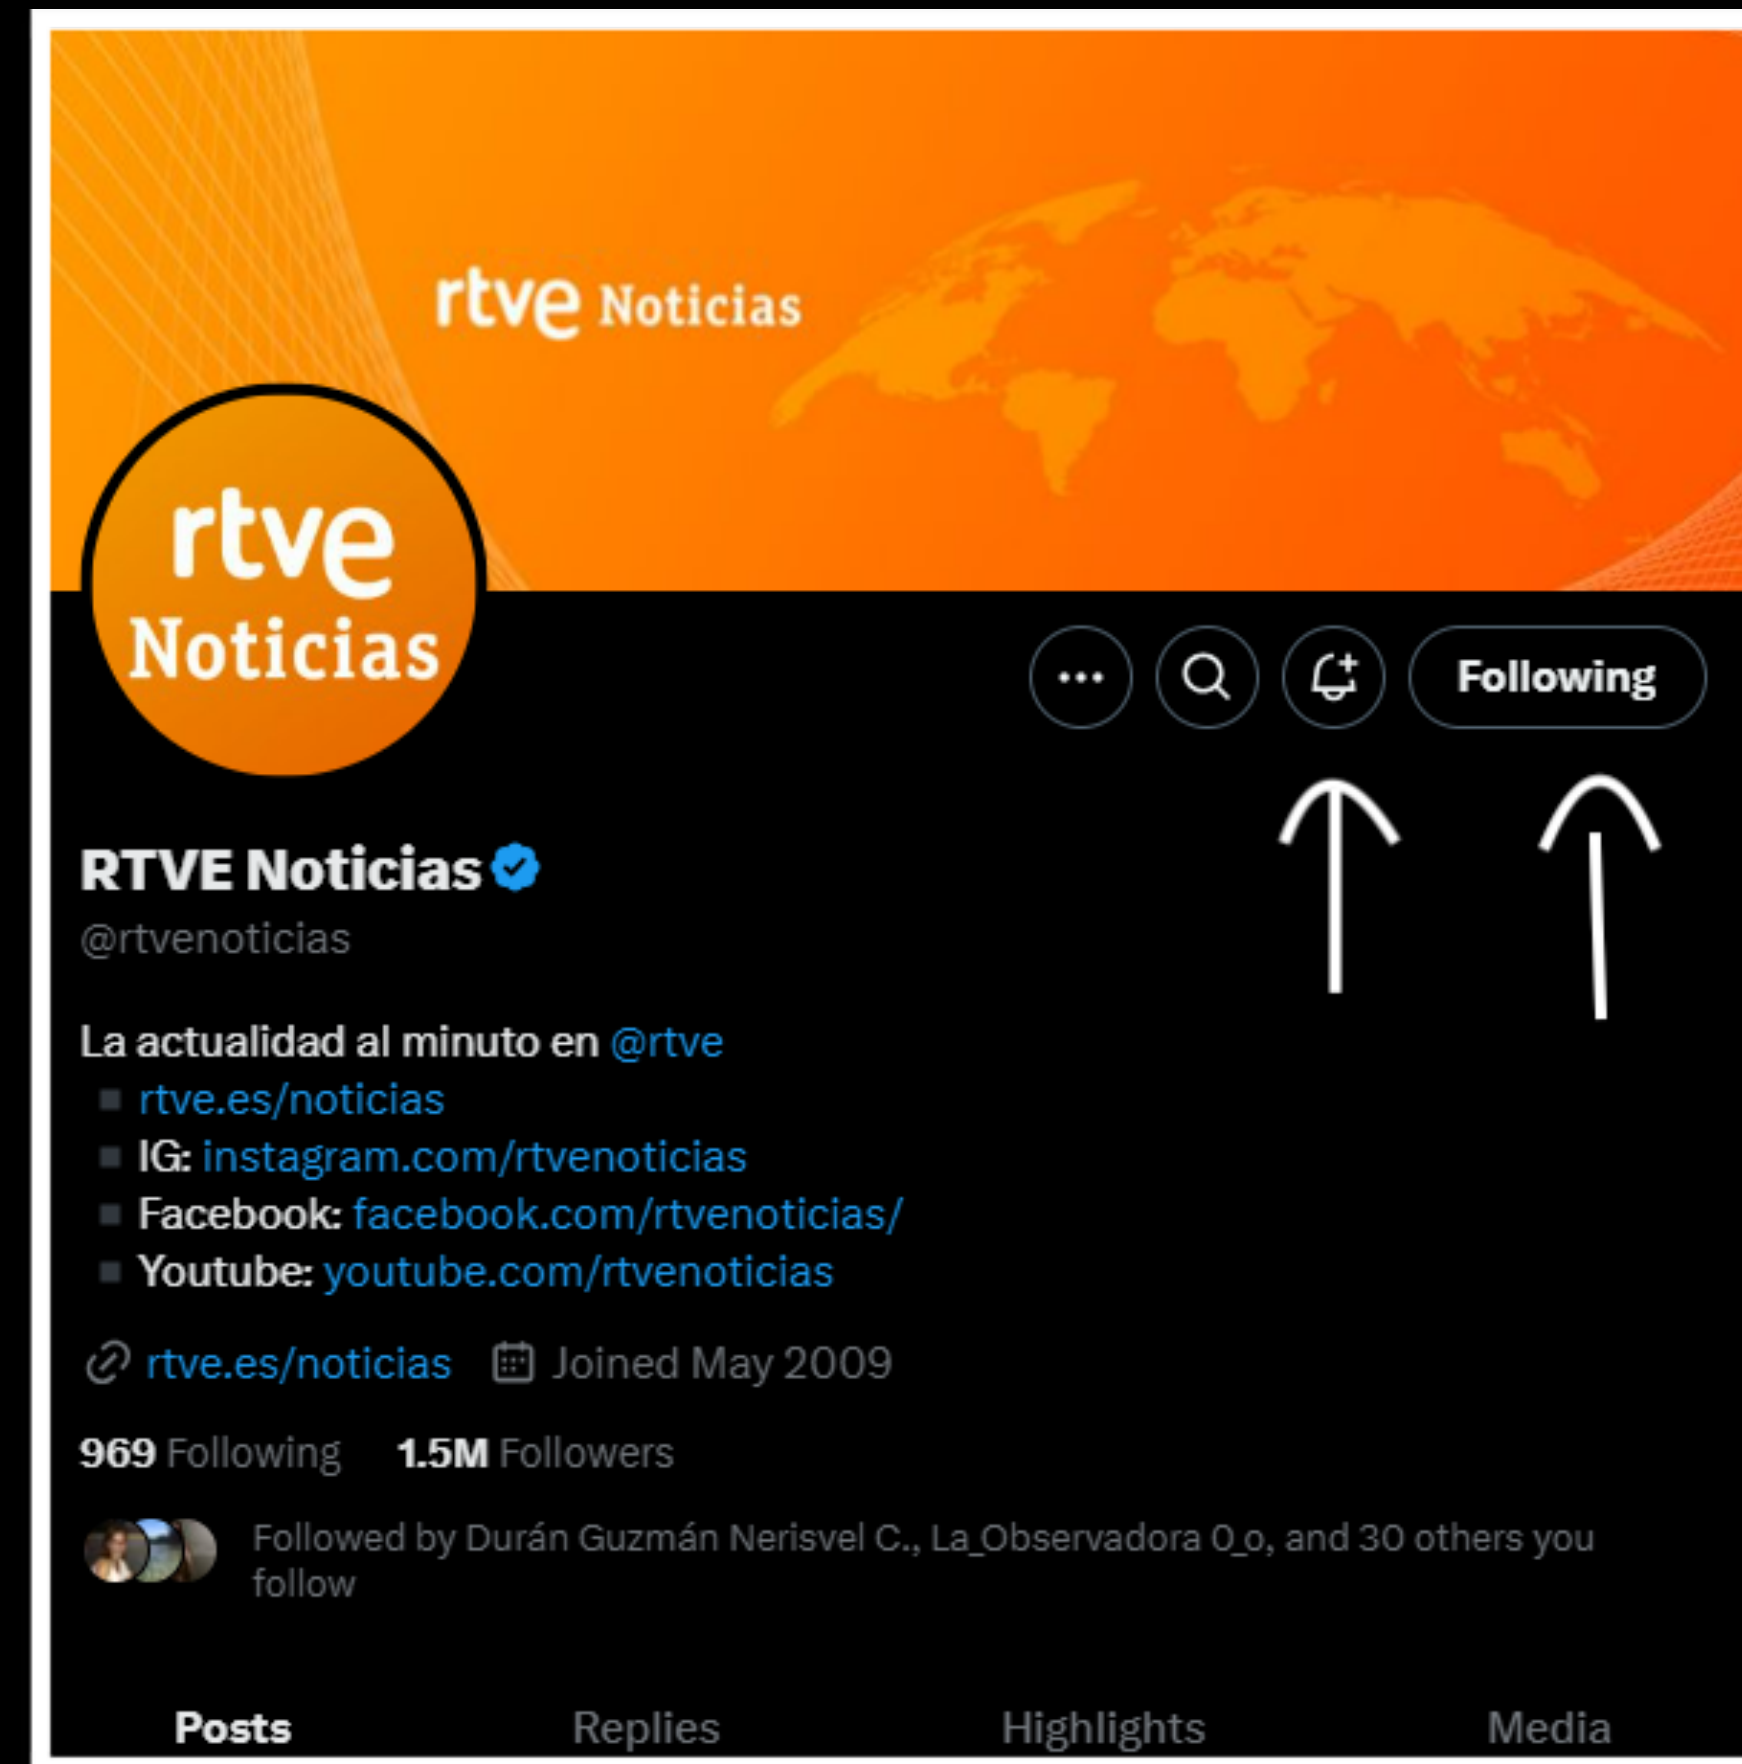 rtve Noticias
rtve
Noticias
Following
RTVE Noticias
@rtvenoticias
La actualidad al minuto en @rtve
rtve.es/noticias
IG: instagram.com/rtvenoticias
Facebook: facebook.com/rtvenoticias/
Youtube: youtube.com/rtvenoticias
rtve.es/noticias Joined May 2009
969 Following 1.5M Followers
Followed by Durán Guzmán Nerisvel C., La_Observadora 0_o, and 30 others you
follow
Posts Replies Highlights Media